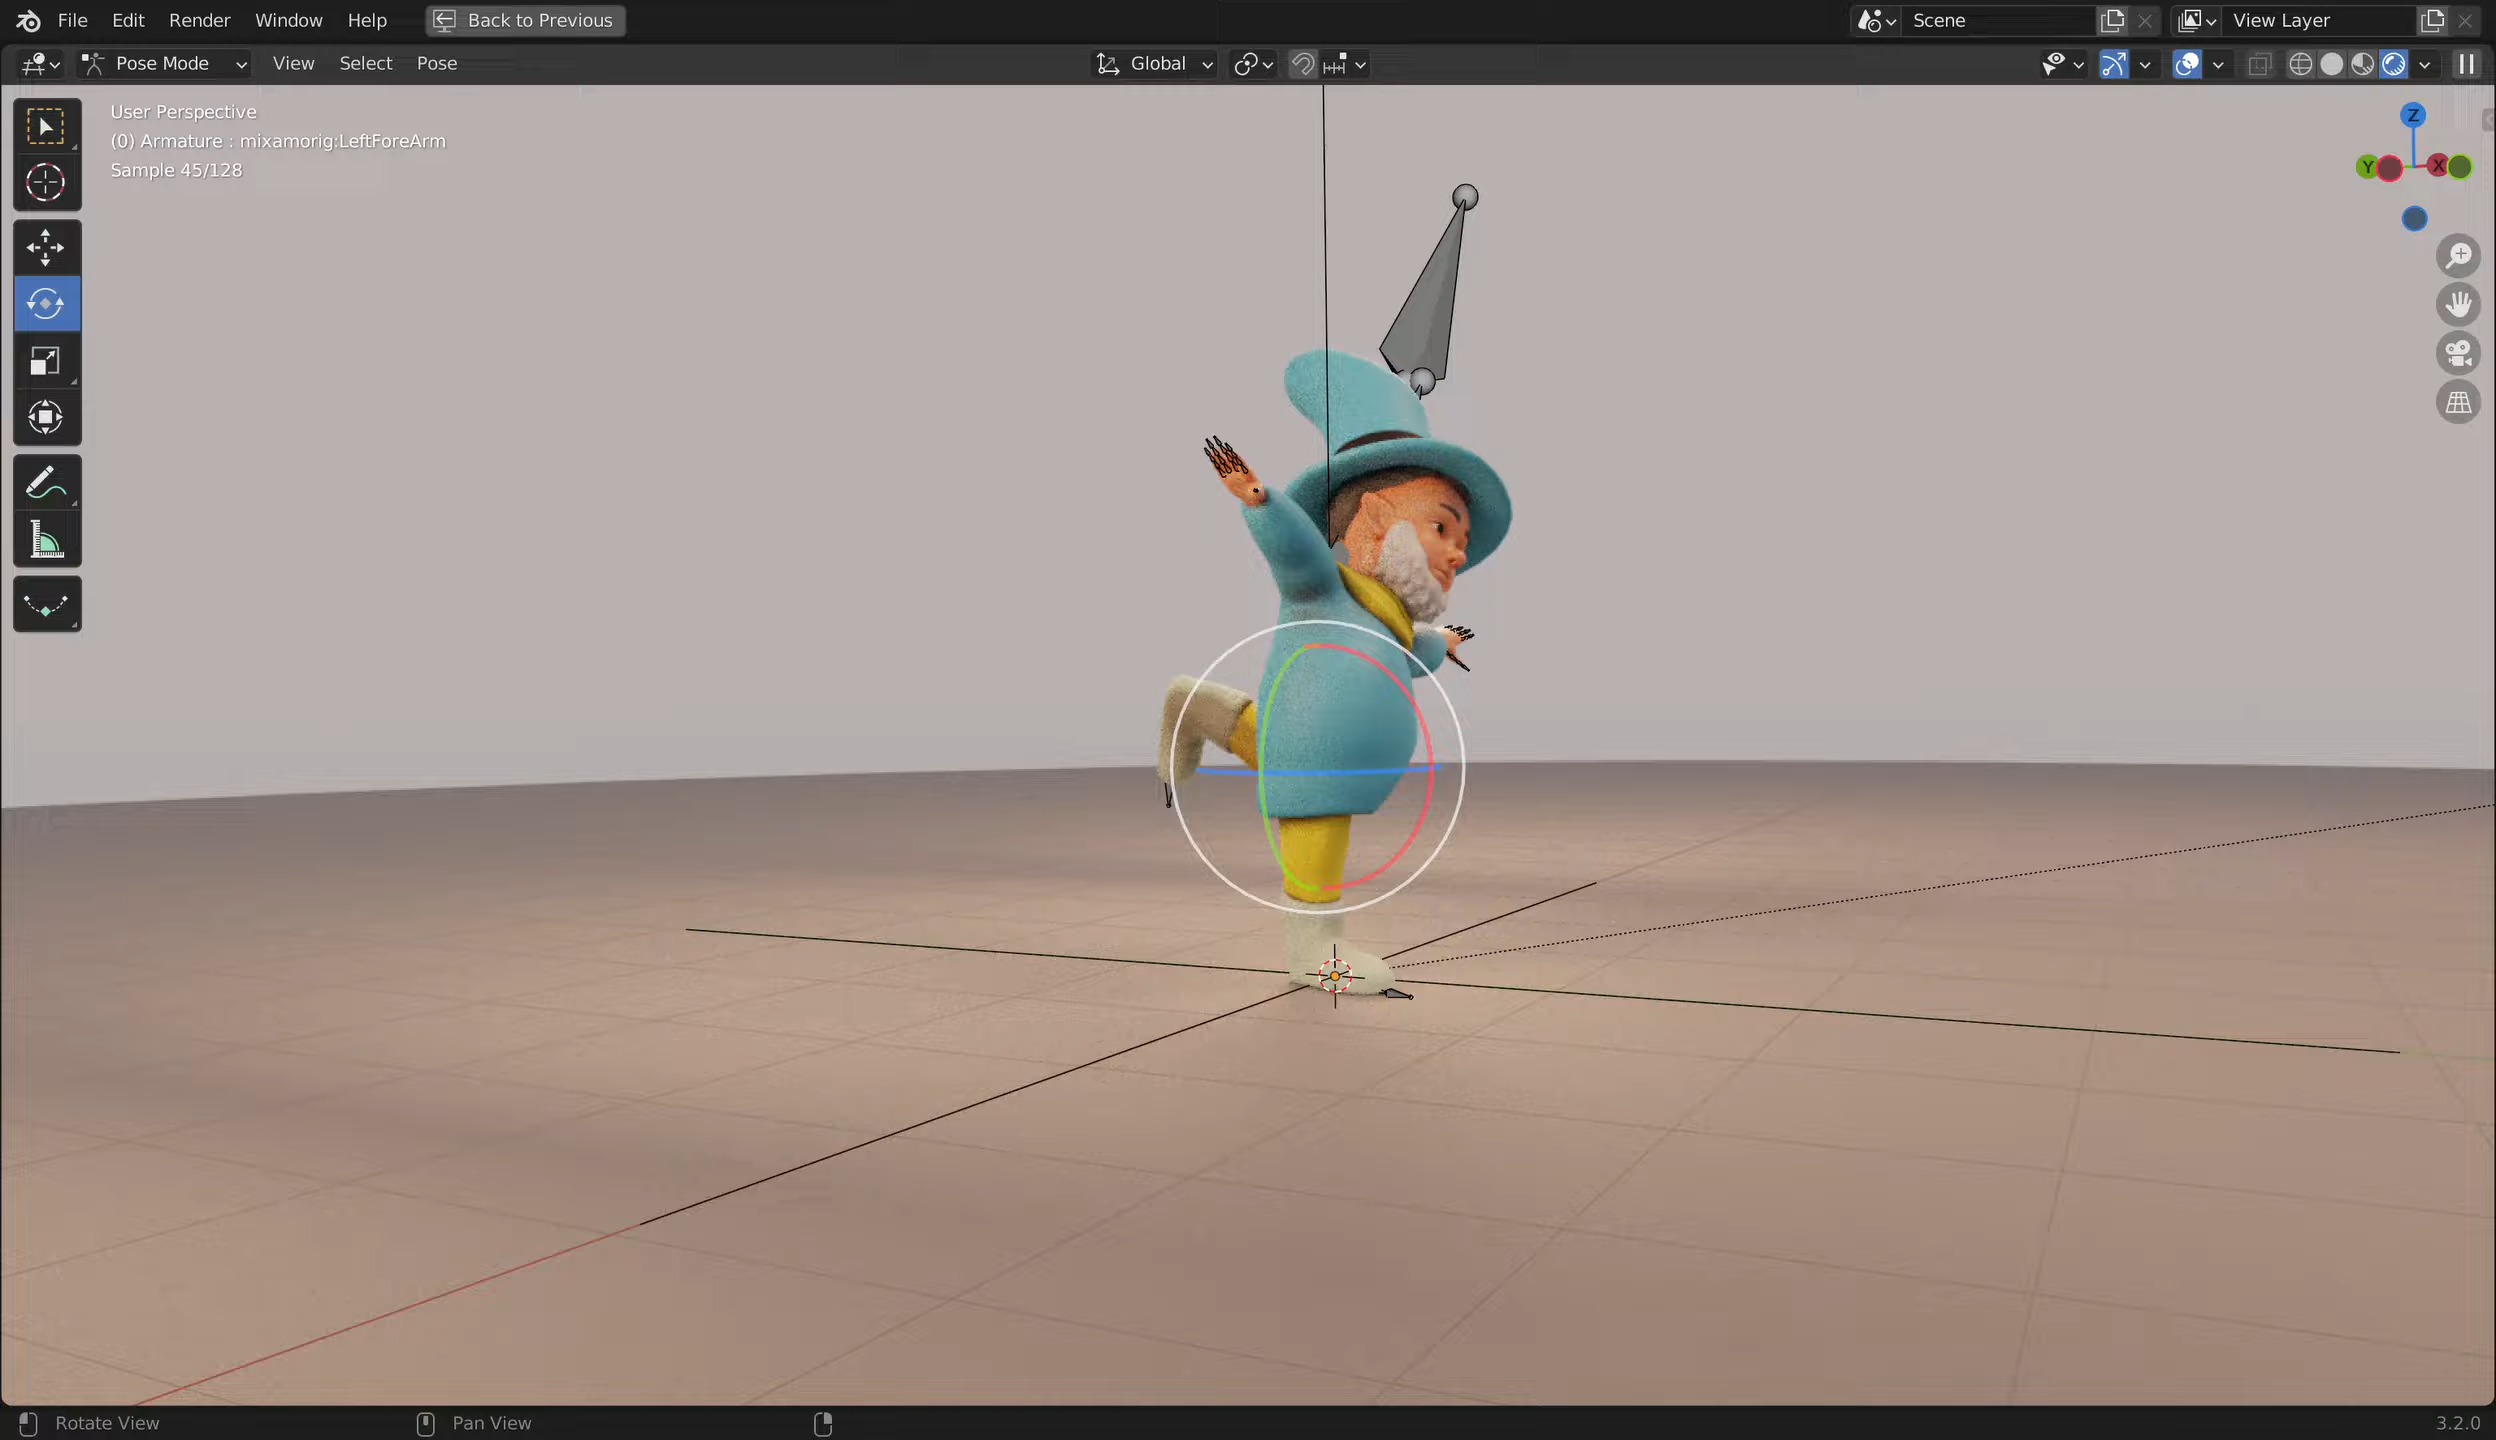 File Edit Render Window Help Back to Previous Scene View Layer
Pose Mode View Select Pose Global
User Perspective
(0) Armature : mixamorig:LeftForeArm
Sample 45/128
Z
Y X
Rotate View Pan View 3.2.0